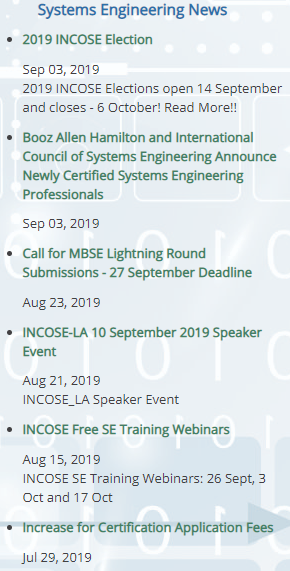 Systems Engineering News
2019 INCOSE Election
Sep 03, 2019
2019 INCOSE Elections open 14 September
and closes - 6 October! Read More!!
Booz Allen Hamilton and International
Council of Systems Engineering Announce
Newly Certified Systems Engineering
Professionals
Sep 03, 2019
Call for MBSE Lightning Round
Submissions - 27 September Deadline
Aug 23, 2019
INCOSE-LA 10 September 2019 Speaker
Event
Aug 21, 2019
INCOSE_LA Speaker Event
INCOSE Free SE Training Webinars
Aug 15, 2019
INCOSE SE Training Webinars: 26 Sept, 3
Oct and 17 Oct
Increase for Certification Application Fees
Jul 29, 2019